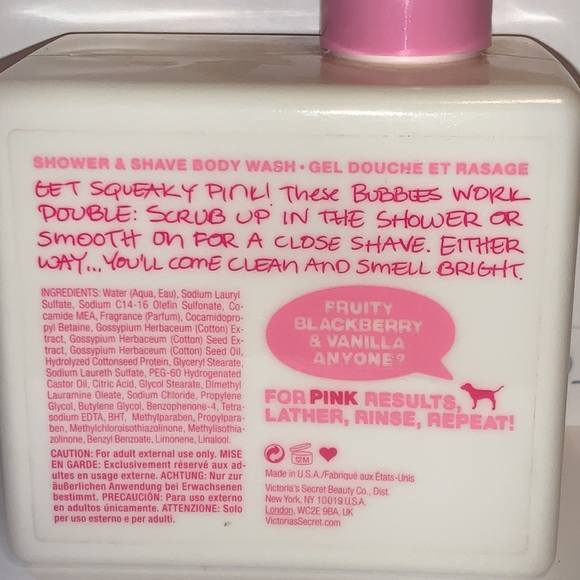 SHOWER & SHAVE BODY WASH • GEL DOUCHE ET RASAGE
GET SQUEAKY PINK! These BUBBLES WORK
DOUBLE: SCRUB UP IN THE SHOWER OR
SMOOTH ON FOR A CLOSE SHAVE. EITHER
WAY...YOU'LL COME CLEAN AND SMELL BRIGHT.
INGREDIENTS: Water (Aqua, Eau), Sodium Lauryl
Sulfate, Sodium C14-16 Olefin Sulfonate, Co-
camide MEA, Fragrance (Parfum), Cocamidopro-
pyl Betaine, Gossypium Herbaceum (Cotton) Ex-
tract, Gossypium Herbaceum (Cotton) Seed Ex-
tract, Gossypium Herbaceum (Cotton) Seed Oil,
Hydrolyzed Cottonseed Protein, Glyceryl Stearate,
Sodium Laureth Sulfate, PEG-60 Hydrogenated
Castor Oil, Citric Acid, Glycol Stearate, Dimethyl
Lauramine Oleate, Sodium Chloride, Propylene
Glycol, Butylene Glycol, Benzophenone-4, Tetra-
sodium EDTA, BHT, Methylparaben, Propylpara-
ben, Methylchloroisothiazolinone, Methylisothia-
zolinone, Benzyl Benzoate, Limonene, Linalool.
CAUTION: For adult external use only. MISE
EN GARDE: Exclusivement réservé aux ad-
ultes en usage externe. ACHTUNG: Nur zur
äußerlichen Anwendung bei Erwachsenen
bestimmt. PRECAUCIÓN: Para uso externo
en adultos únicamente. ATTENZIONE: Solo
per uso esterno e per adulti.
FRUITY
BLACKBERRY
& VANILLA
ANYONE?
FOR PINK RESULTS,
LATHER, RINSE, REPEAT!
12M
Made in U.S.A./Fabriqué aux États-Unis
Victoria's Secret Beauty Co., Dist.
New York, NY 10019 U.S.A.
London, WC2E 9BA, UK
VictoriasSecret.com